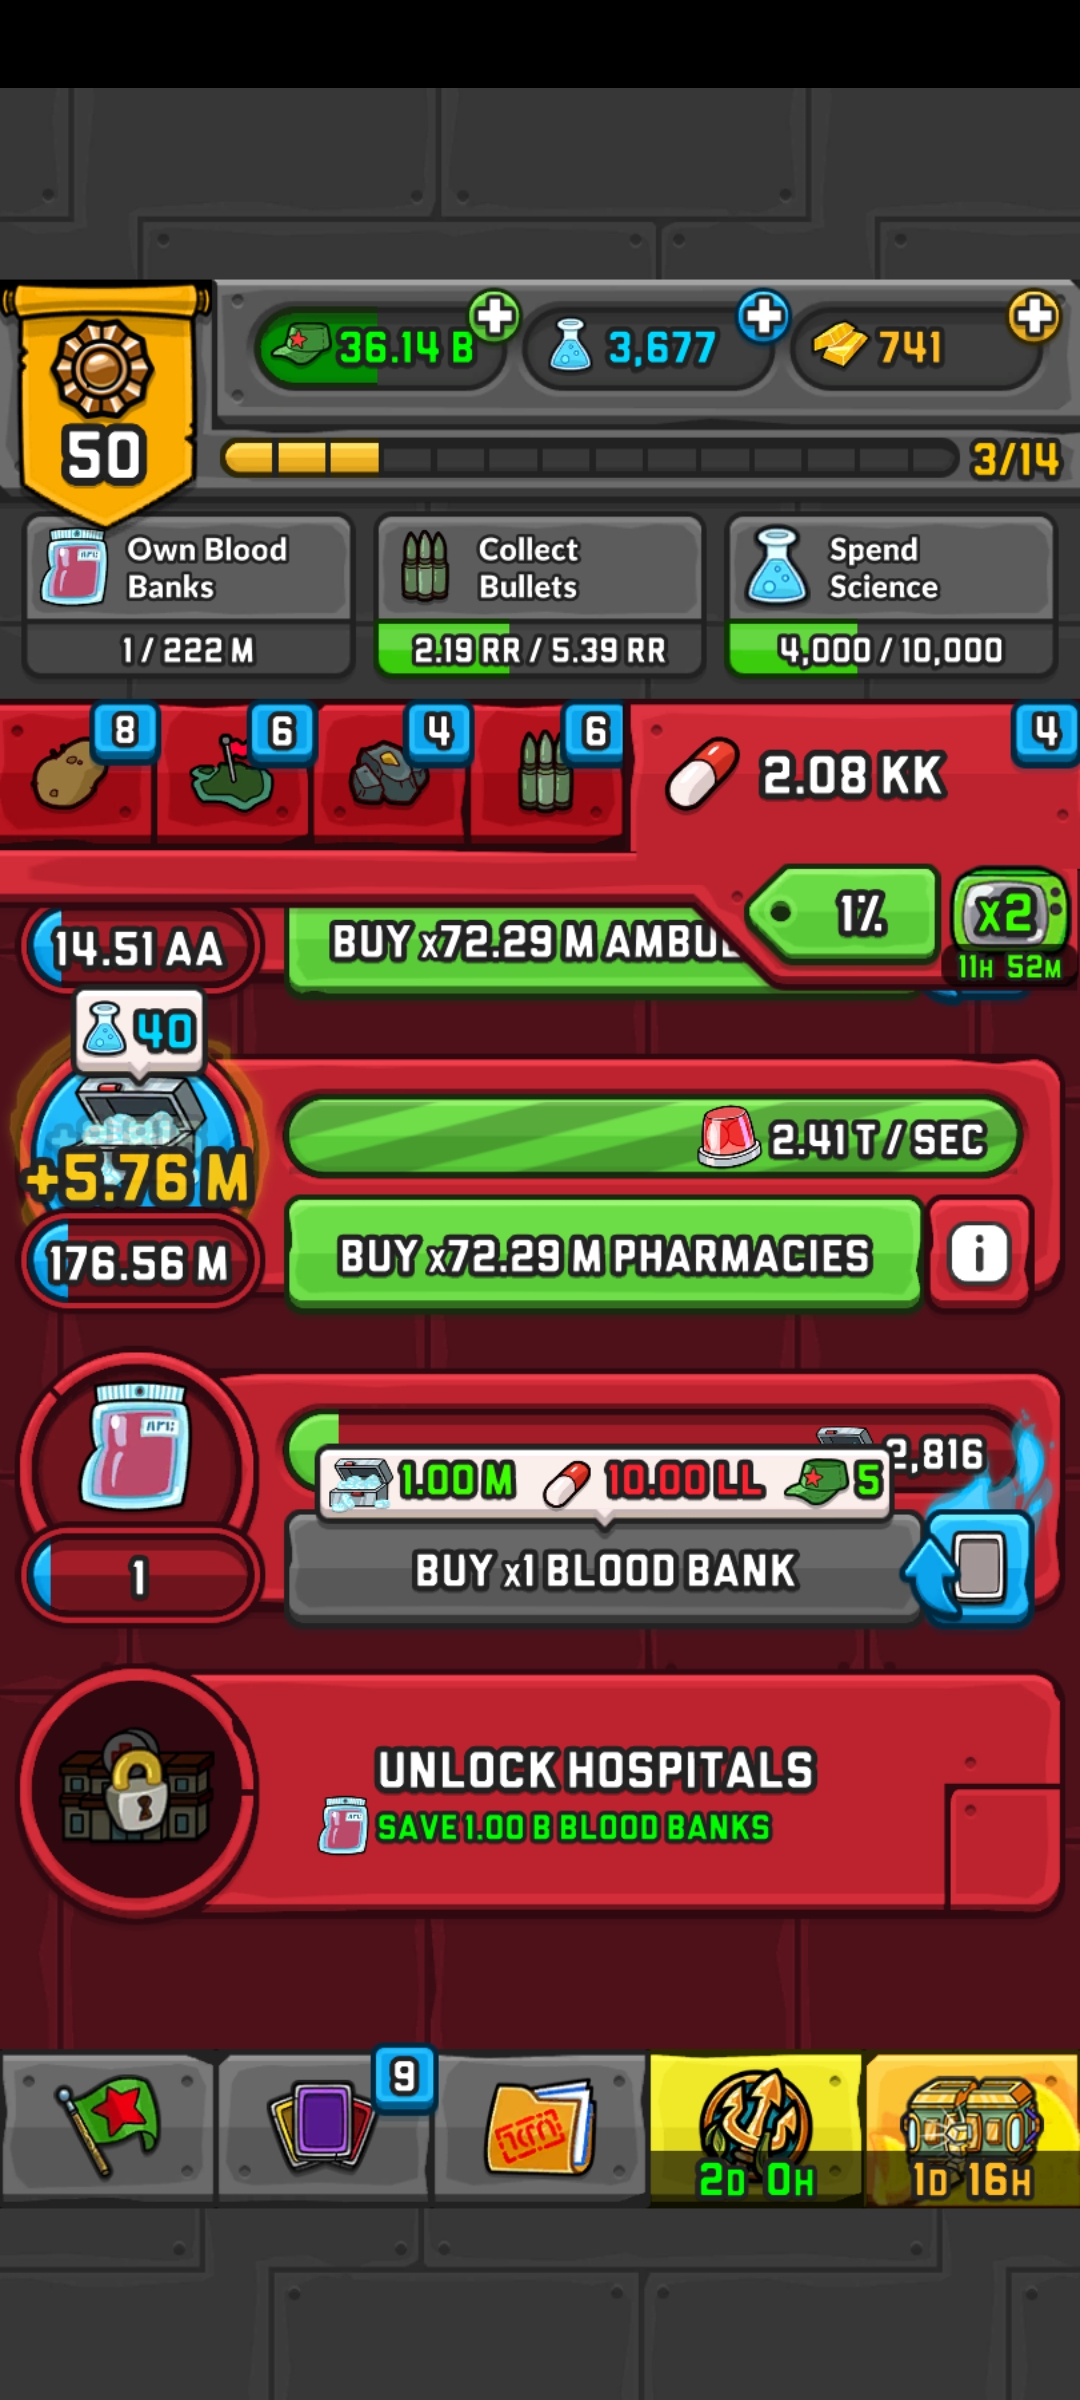 50
36.14 B
3,677
741
3/14
Own Blood
Banks
1 / 222 M
Collect
Bullets
2.19 RR / 5.39 RR
Spend
Science
4,000 / 10,000
8
6
4
6
2.08 KK
4
1%
x2
11H 52M
14.51 AA
BUY x72.29 M AMBUL
40
+5.76 M
176.56 M
2.41 T / SEC
BUY x72.29 M PHARMACIES
i
2,816
1.00 M
10.00 LL
5
1
BUY x1 BLOOD BANK
UNLOCK HOSPITALS
SAVE 1.00 B BLOOD BANKS
9
2D 0H
1D 16H